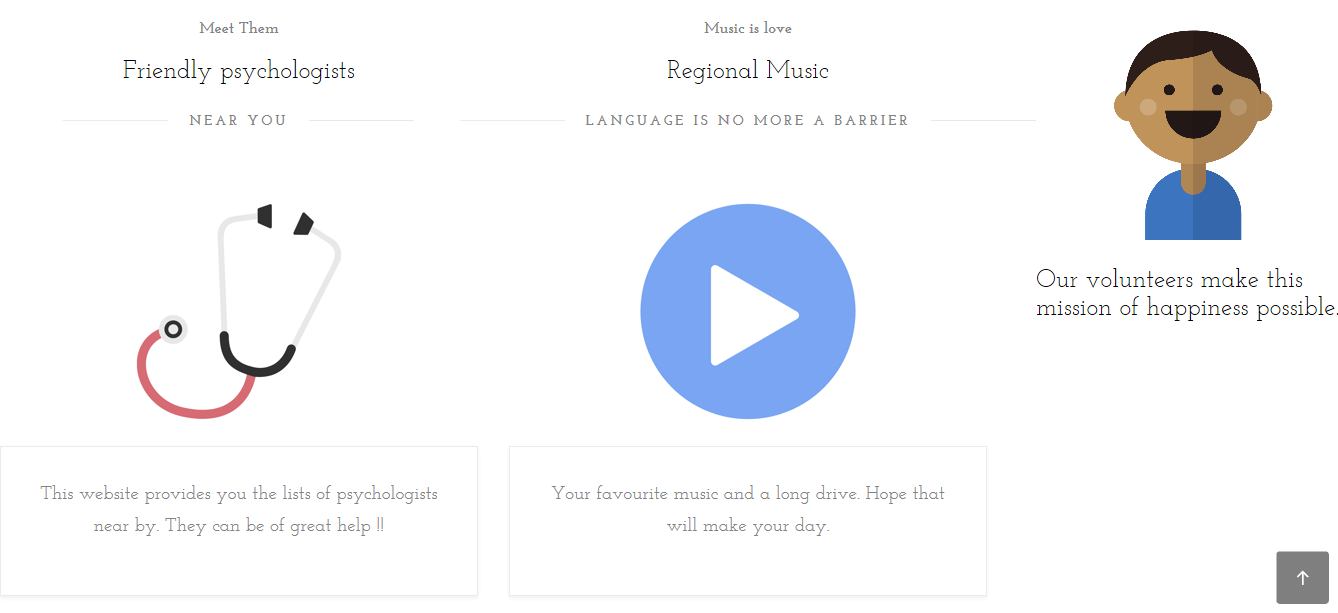 Meet Them
Friendly psychologists
NEAR YOU
This website provides you the lists of psychologists
near by. They can be of great help !!
Music is love
Regional Music
LANGUAGE IS NO MORE A BARRIER
Your favourite music and a long drive. Hope that
will make your day.
Our volunteers make this
mission of happiness possible.